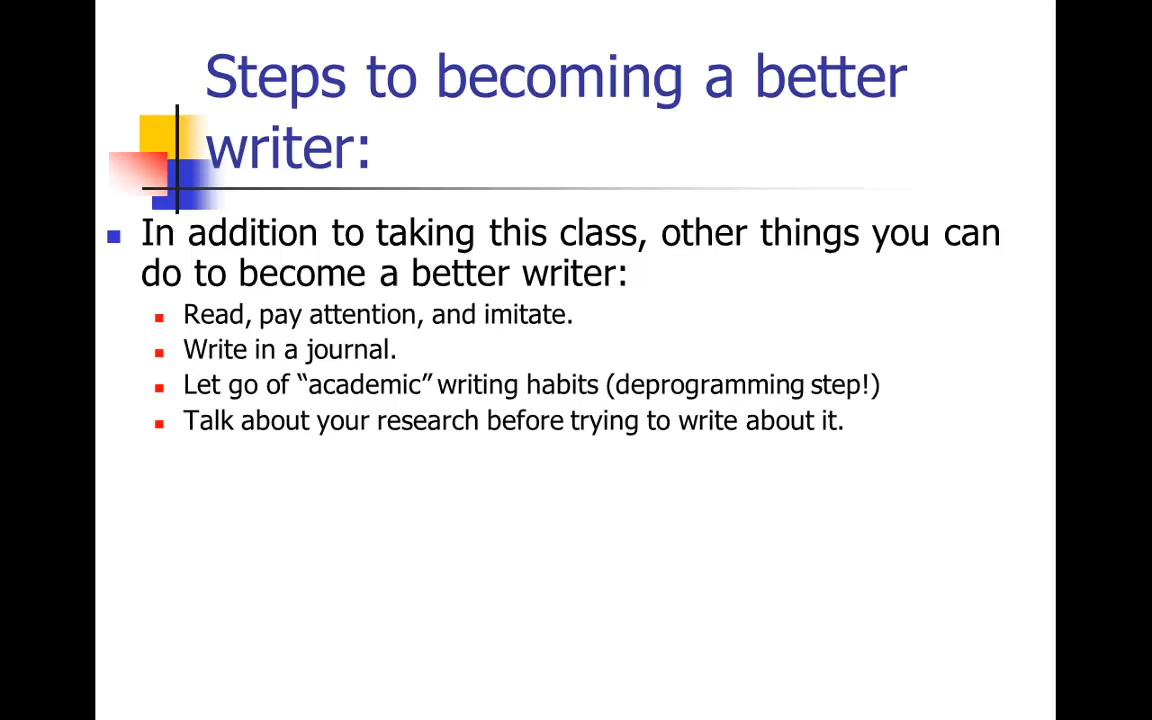 Steps to becoming a better
writer:
In addition to taking this class, other things you can
do to become a better writer:
Read, pay attention, and imitate.
Write in a journal.
Let go of “academic” writing habits (deprogramming step!)
Talk about your research before trying to write about it.